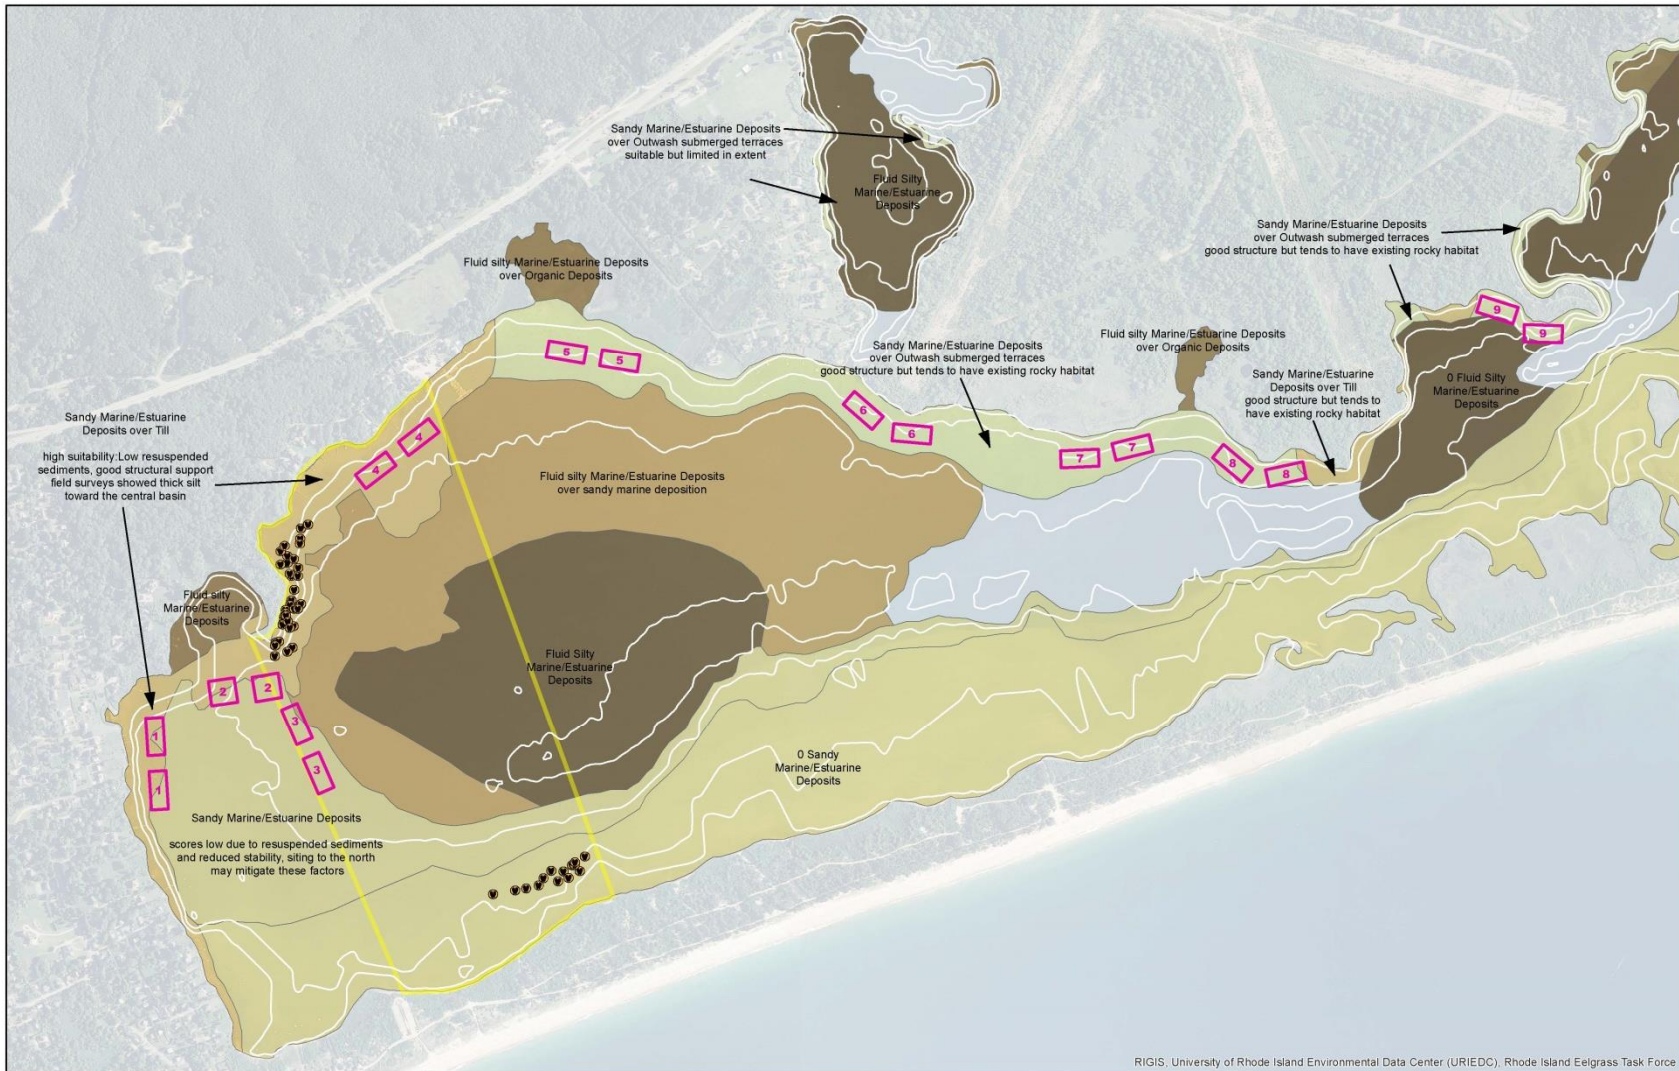 Sandy Marine/Estuarine Deposits
over Outwash submerged terraces
suitable but limited in extent
Fluid Silty
Marine/Estuarine
Deposits
Sandy Marine/Estuarine Deposits
over Outwash submerged terraces
good structure but tends to have existing rocky habitat
Fluid silty Marine/Estuarine Deposits
over Organic Deposits
9
9
Sandy Marine/Estuarine Deposits
over Outwash submerged terraces
good structure but tends to have existing rocky habitat
Fluid silty Marine/Estuarine Deposits
over Organic Deposits
5
5
Sandy Marine/Estuarine
Deposits over Till
good structure but tends to
have existing rocky habitat
0 Fluid Silty
Marine/Estuarine
Deposits
6
6
7
7
8
8
Sandy Marine/Estuarine
Deposits over Till
high suitability:Low resuspended
sediments, good structural support
field surveys showed thick silt
toward the central basin
4
4
Fluid silty Marine/Estuarine Deposits
over sandy marine deposition
Fluid silty
Marine/Estuarine
Deposits
Fluid Silty
Marine/Estuarine
Deposits
2
2
1
3
3
1
0 Sandy
Marine/Estuarine
Deposits
Sandy Marine/Estuarine Deposits
scores low due to resuspended sediments
and reduced stability, siting to the north
may mitigate these factors
RIGIS, University of Rhode Island Environmental Data Center (URIEDC), Rhode Island Eelgrass Task Force